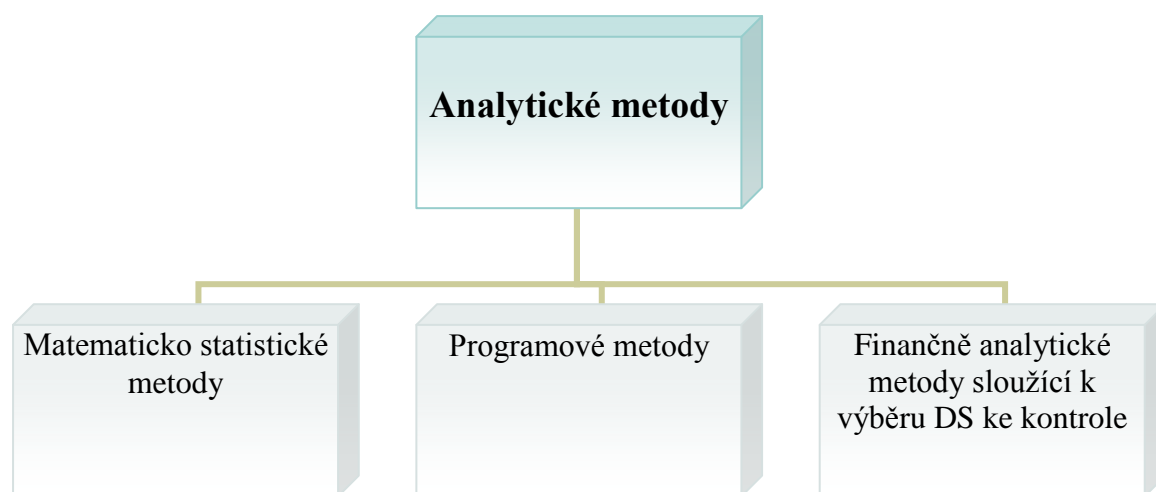 Analytické metody
Matematicko statistické
metody
Programové metody
Finančně analytické
metody sloužící k
výběru DS ke kontrole